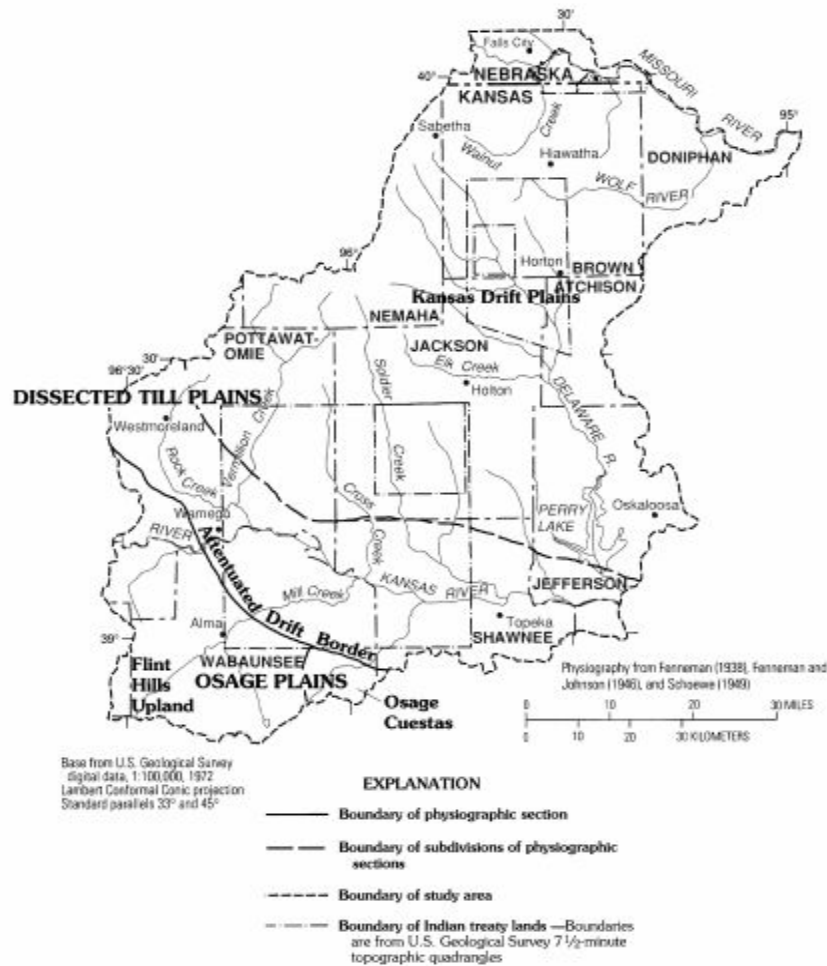 30'
Falls City
40°
NEBRASKA
KANSAS
MISSOURI
RIVER
95°
Sabetha
Walnut
Creek
Hiawatha
DONIPHAN
WOLF
RIVER
96°
Horton
BROWN
ATCHISON
Kansas Drift Plains
NEMAHA
POTTAWAT-
OMIE
JACKSON
30'
96°30'
Elk Creek
Soldier
Creek
Holton
DELAWARE R.
DISSECTED TILL PLAINS
Westmoreland
Vermillion Creek
Rock Creek
Cross
Creek
Wamego
PERRY
LAKE
Oskaloosa
RIVER
Attentuated Drift Border
Mill Creek
KANSAS RIVER
JEFFERSON
Alma
Topeka
39°
SHAWNEE
WABAUNSEE
Flint
Hills
Upland
OSAGE PLAINS
Osage
Cuestas
Physiography from Fenneman (1938), Fenneman and
Johnson (1946), and Schoewe (1949)
0 10 20 30 MILES
0 10 20 30 KILOMETERS
Base from U.S. Geological Survey
digital data, 1:100,000, 1972
Lambert Conformal Conic projection
Standard parallels 33° and 45°
EXPLANATION
Boundary of physiographic section
Boundary of subdivisions of physiographic
sections
Boundary of study area
Boundary of Indian treaty lands —Boundaries
are from U.S. Geological Survey 7 1/2-minute
topographic quadrangles